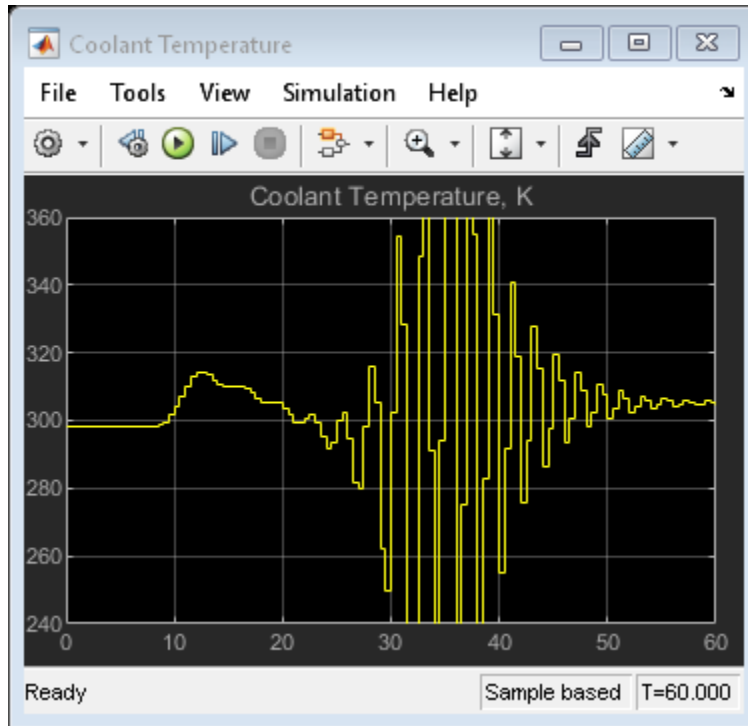 Coolant Temperature
File Tools View Simulation Help
Coolant Temperature, K
360
340
320
300
280
260
240
0 10 20 30 40 50 60
Ready Sample based T=60.000